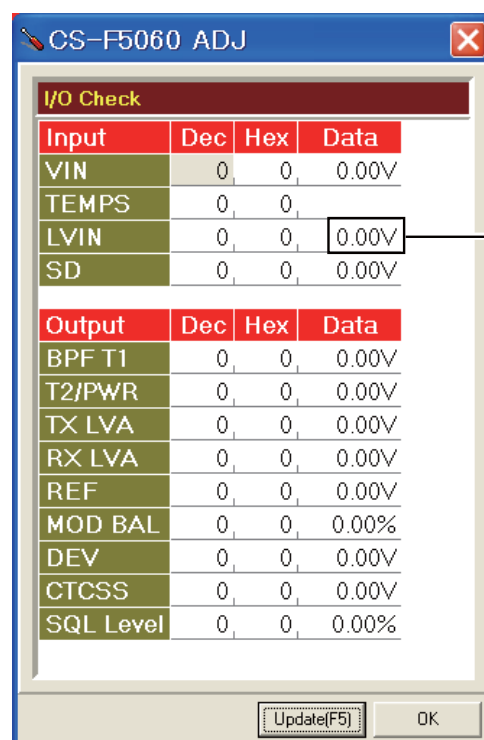 CS-F5060 ADJ
I/O Check
Input Dec Hex Data
VIN 0, 0, 0.00V
TEMPS 0, 0,
LVIN 0, 0, 0.00V
SD 0, 0, 0.00V
Output Dec Hex Data
BPF T1 0, 0, 0.00V
T2/PWR 0, 0, 0.00V
TX LVA 0, 0, 0.00V
RX LVA 0, 0, 0.00V
REF 0, 0, 0.00V
MOD BAL 0, 0, 0.00%
DEV 0, 0, 0.00V
CTCSS 0, 0, 0.00V
SQL Level 0, 0, 0.00%
Update(F5) OK